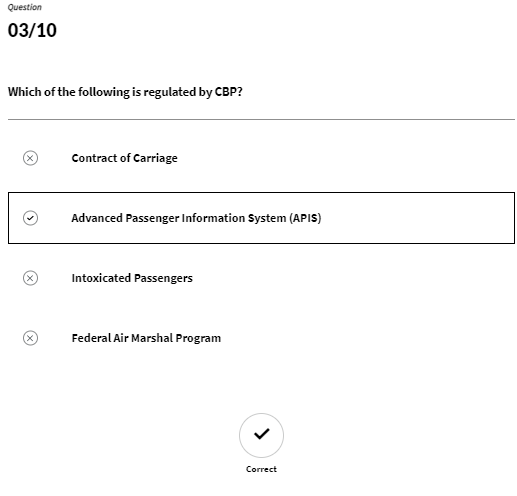 Question
03/10
Which of the following is regulated by CBP?
Contract of Carriage
Advanced Passenger Information System (APIS)
Intoxicated Passengers
Federal Air Marshal Program
Correct